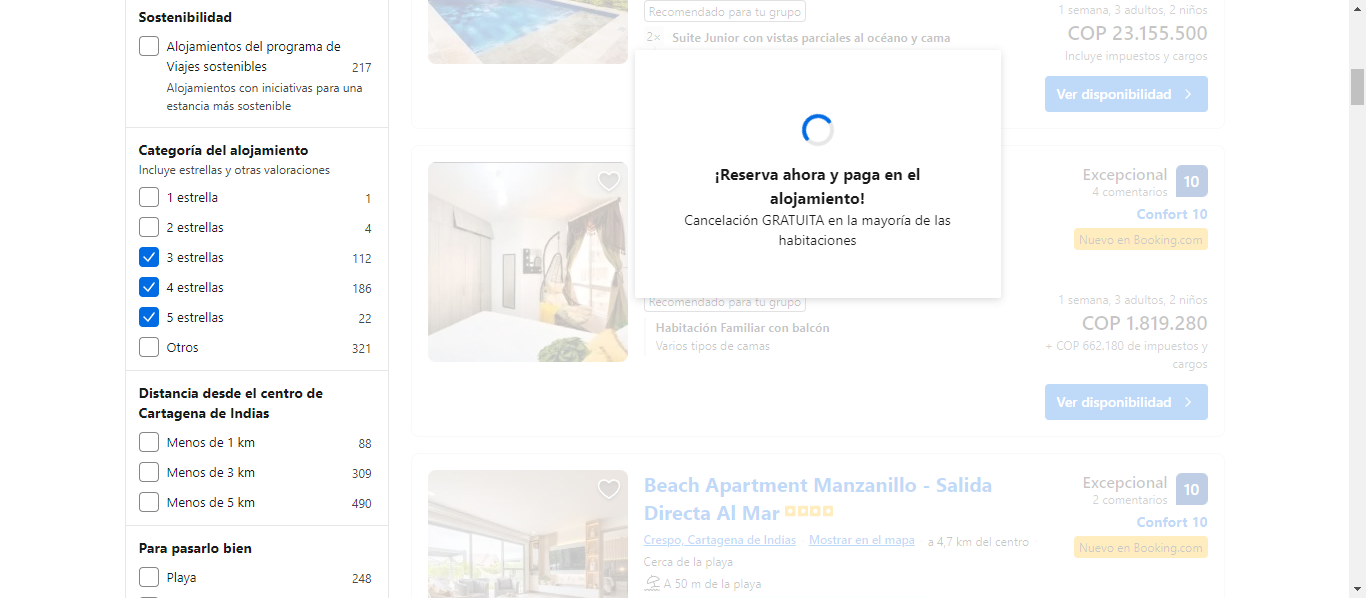 Sostenibilidad
Alojamientos del programa de
Viajes sostenibles 217
Alojamientos con iniciativas para una
estancia más sostenible
Categoría del alojamiento
Incluye estrellas y otras valoraciones
1 estrella 1
2 estrellas 4
3 estrellas 112
4 estrellas 186
5 estrellas 22
Otros 321
Distancia desde el centro de
Cartagena de Indias
Menos de 1 km 88
Menos de 3 km 309
Menos de 5 km 490
Para pasarlo bien
Playa 248
Recomendado para tu grupo
2× Suite Junior con vistas parciales al océano y cama
1 semana, 3 adultos, 2 niños
COP 23.155.500
Incluye impuestos y cargos
Ver disponibilidad
¡Reserva ahora y paga en el
alojamiento!
Cancelación GRATUITA en la mayoría de las
habitaciones
Excepcional 10
4 comentarios
Confort 10
Nuevo en Booking.com
Recomendado para tu grupo
Habitación Familiar con balcón
Varios tipos de camas
1 semana, 3 adultos, 2 niños
COP 1.819.280
+ COP 662.180 de impuestos y
cargos
Ver disponibilidad
Beach Apartment Manzanillo - Salida
Directa Al Mar
Crespo, Cartagena de Indias Mostrar en el mapa a 4,7 km del centro
Cerca de la playa
A 50 m de la playa
Excepcional 10
2 comentarios
Confort 10
Nuevo en Booking.com